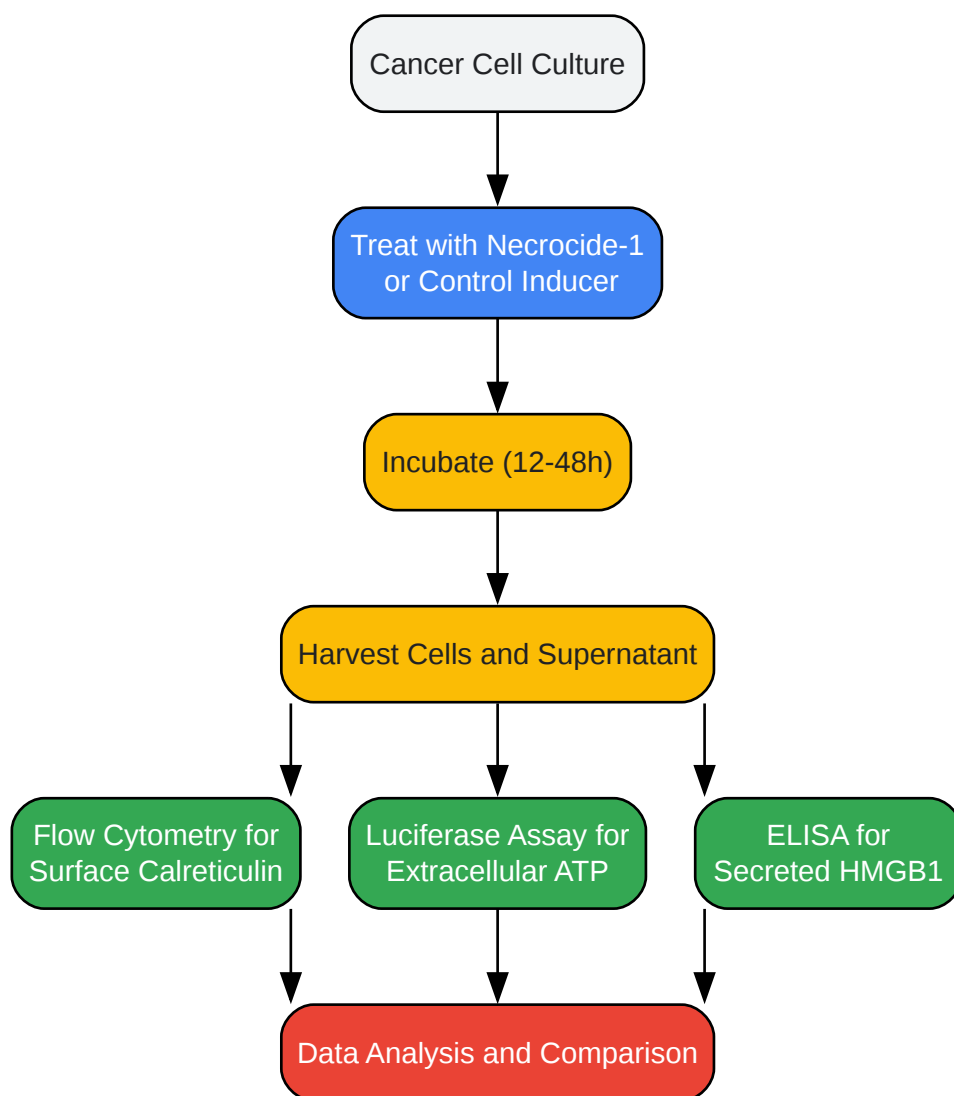 Cancer Cell Culture
Treat with Necrocide-1
or Control Inducer
Incubate (12-48h)
Harvest Cells and Supernatant
Flow Cytometry for
Surface Calreticulin
Luciferase Assay for
Extracellular ATP
ELISA for
Secreted HMGB1
Data Analysis and Comparison